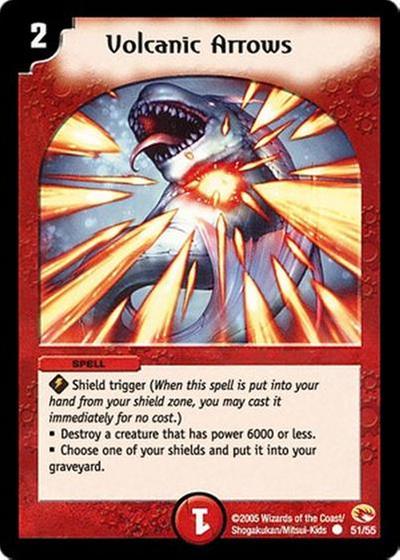 2
Volcanic Arrows
SPELL
Shield trigger (When this spell is put into your
hand from your shield zone, you may cast it
immediately for no cost.)
▪ Destroy a creature that has power 6000 or less.
▪ Choose one of your shields and put it into your
graveyard.
1
©2005 Wizards of the Coast/
Shogakukan/Mitsui-Kids
51/55